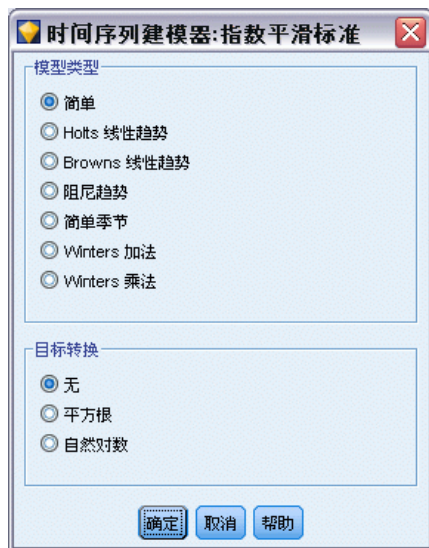 时间序列建模器:指数平滑标准
模型类型
简单
Holts 线性趋势
Browns 线性趋势
阻尼趋势
简单季节
Winters 加法
Winters 乘法
目标转换
无
平方根
自然对数
确定 取消 帮助